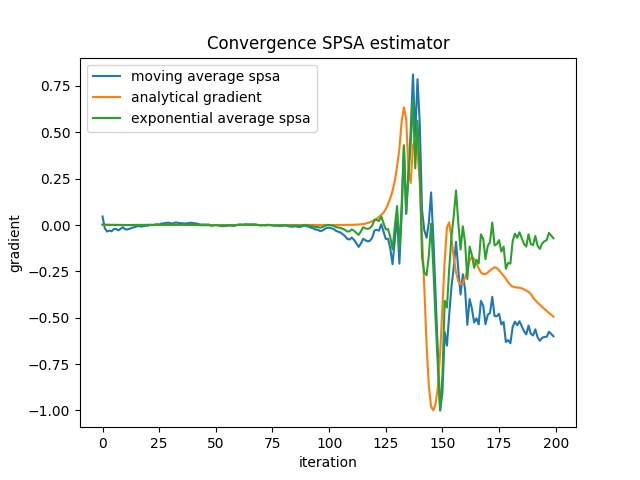 Convergence SPSA estimator
moving average spsa
analytical gradient
exponential average spsa
0.75
0.50
0.25
0.00
−0.25
−0.50
−0.75
−1.00
gradient
0 25 50 75 100 125 150 175 200
iteration